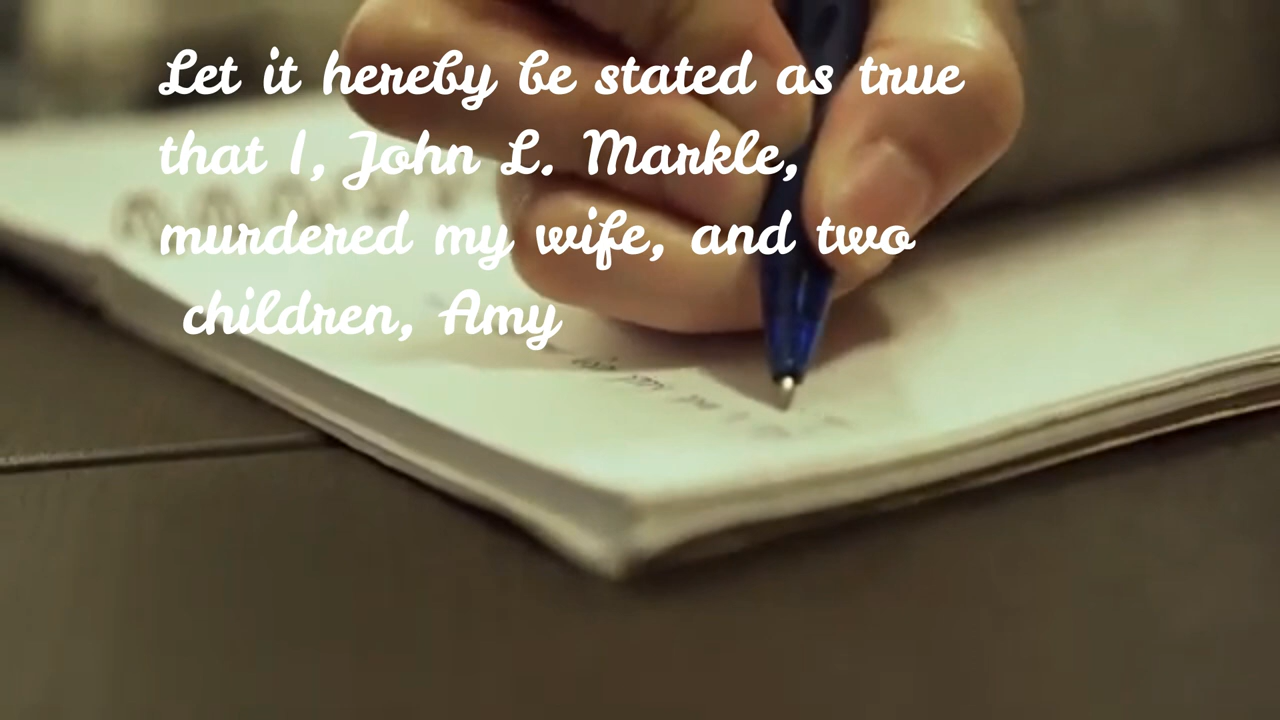 Let it hereby be stated as true
that I, John L. Markle,
murdered my wife, and two
children, Amy